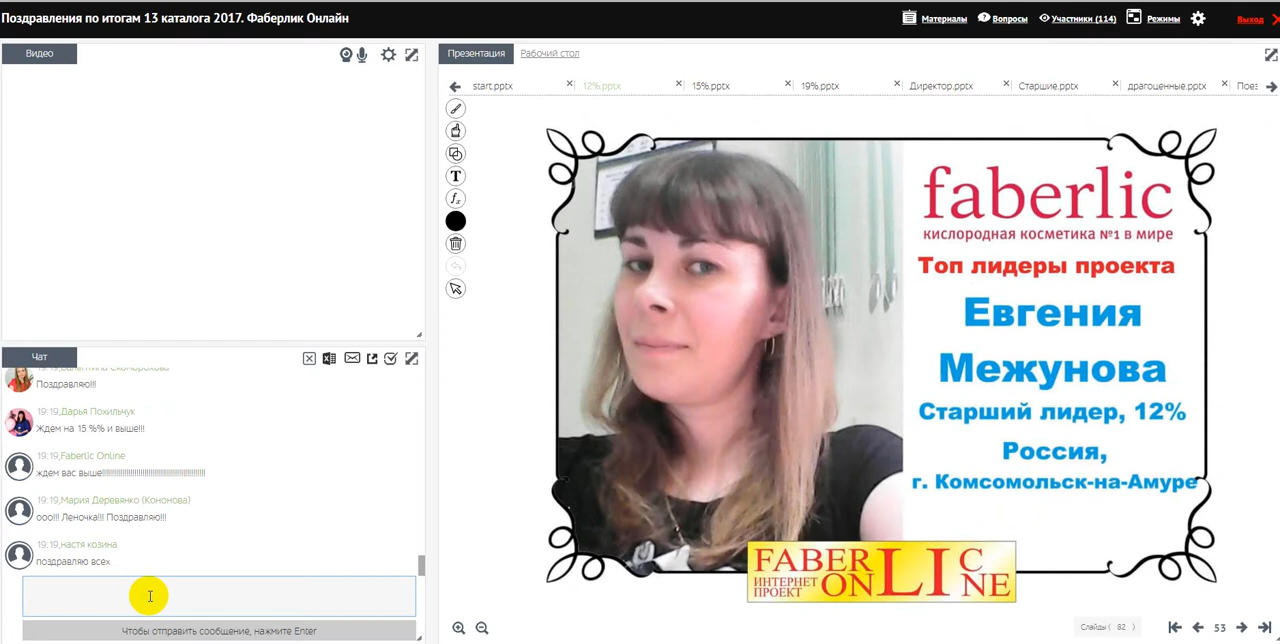 Поздравления по итогам 13 каталога 2017. Фаберлик Онлайн
Материалы
Вопросы
Участники (114)
Режимы
Выход
Видео
Презентация
Рабочий стол
start.pptx
12%.pptx
15%.pptx
19%.pptx
Директор.pptx
Старшие.pptx
драгоценные.pptx
Поез
faberlic
кислородная косметика №1 в мире
Топ лидеры проекта
Евгения
Межунова
Старший лидер, 12%
Россия,
г. Комсомольск-на-Амуре
FABERLIC
ONLINE
ИНТЕРНЕТ
ПРОЕКТ
Чат
Поздравляю!!!
19:19,Дарья Похильчук
Ждем на 15 %% и выше!!!
19:19,Faberlic Online
ждем вас выше!!!!!!!!!!!!!!!!!!!!!!!!!!!!!!!!!!!!!!!!!!!!
19:19,Мария Деревянко (Кононова)
ооо!!! Леночка!!! Поздравляю!!!
19:19,настя козина
поздравляю всех
Чтобы отправить сообщение, нажмите Enter
Слайды ( 82 )
53